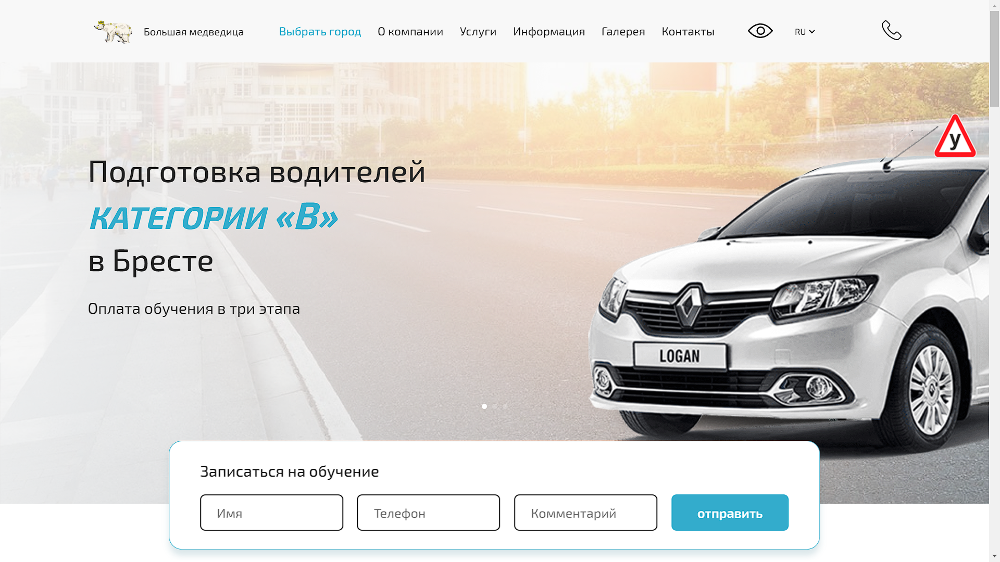 Большая медведица
Выбрать город
О компании
Услуги
Информация
Галерея
Контакты
RU
Подготовка водителей
КАТЕГОРИИ «B»
в Бресте
Оплата обучения в три этапа
У
LOGAN
Записаться на обучение
Имя
Телефон
Комментарий
отправить